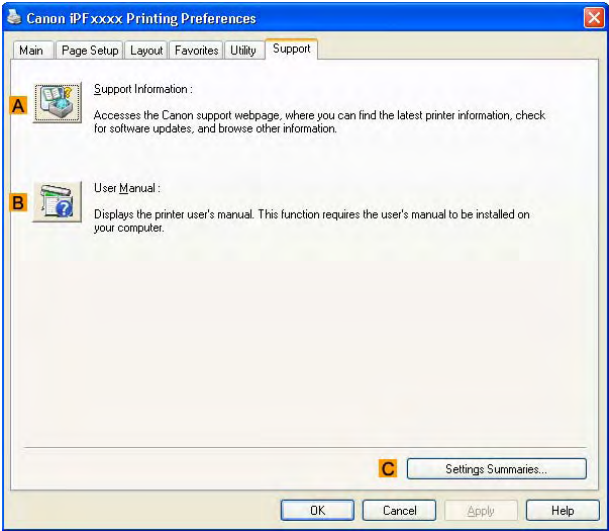 Canon iPFxxxx Printing Preferences
Main Page Setup Layout Favorites Utility Support
A
Support Information :
Accesses the Canon support webpage, where you can find the latest printer information, check
for software updates, and browse other information.
B
User Manual :
Displays the printer user's manual. This function requires the user's manual to be installed on
your computer.
C Settings Summaries...
OK Cancel Apply Help